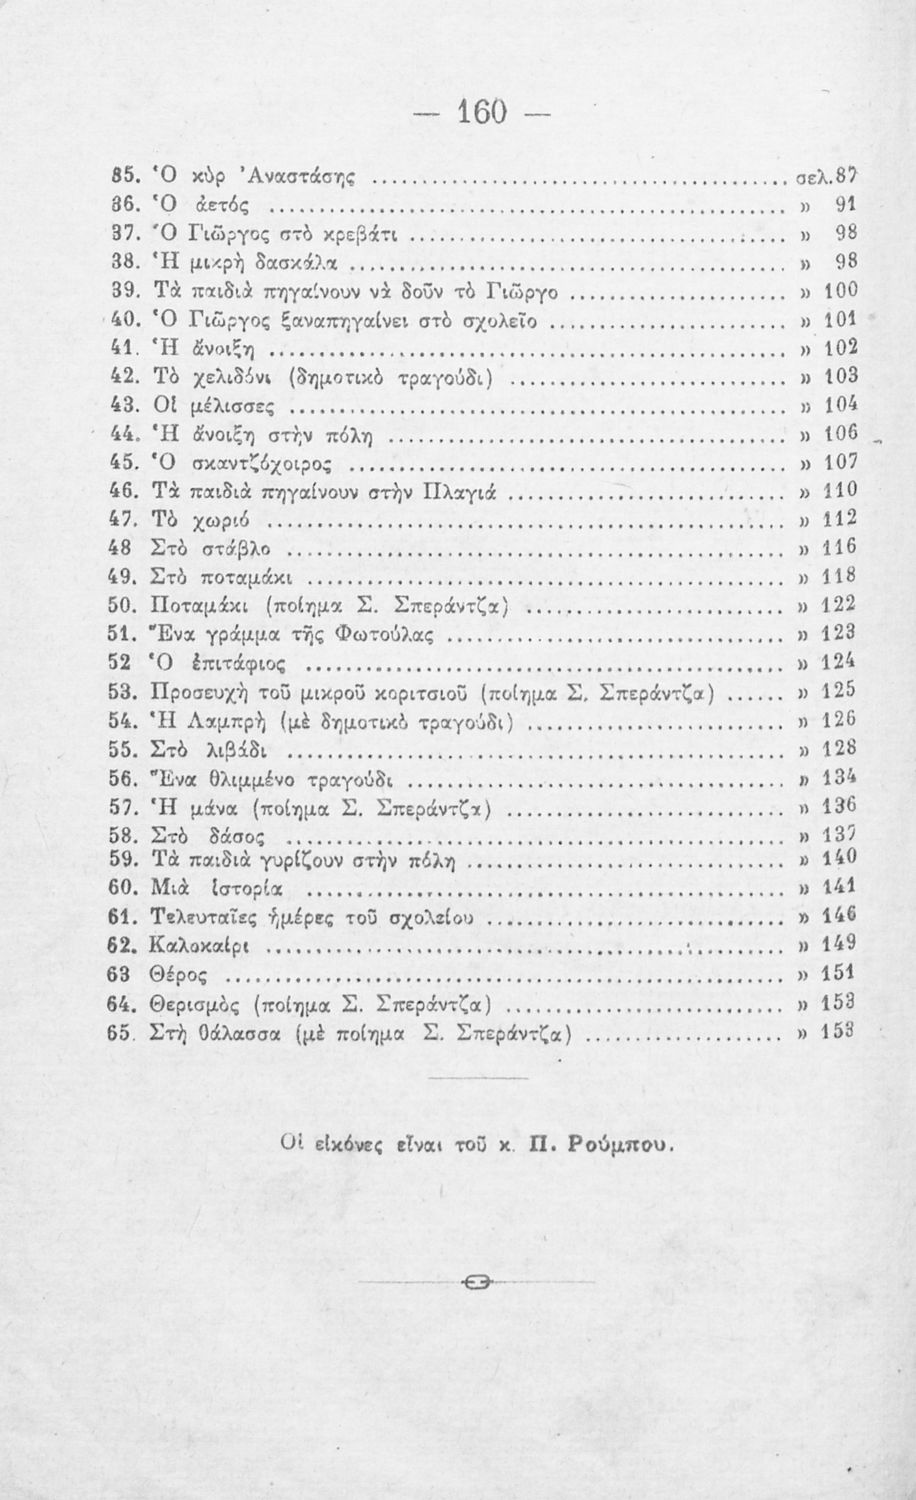 — 160 —
35. Ὁ κὺρ Ἀναστάσης ........ σελ. 87
36. Ὁ ἀετός ........ » 91
37. Ὁ Γιῶργος στὸ κρεβάτι ........ » 98
38. Ἡ μικρὴ δασκάλα ........ » 98
39. Τὰ παιδιὰ πηγαίνουν νὰ δοῦν τὸ Γιῶργο ........ » 100
40. Ὁ Γιῶργος ξαναπηγαίνει στὸ σχολεῖο ........ » 101
41. Ἡ ἄνοιξη ........ » 102
42. Τὸ χελιδόνι (δημοτικὸ τραγούδι) ........ » 103
43. Οἱ μέλισσες ........ » 104
44. Ἡ ἄνοιξη στὴν πόλη ........ » 106
45. Ὁ σκαντζόχοιρος ........ » 107
46. Τὰ παιδιὰ πηγαίνουν στὴν Πλαγιά ........ » 110
47. Τὸ χωριό ........ » 112
48 Στὸ στάβλο ........ » 116
49. Στὸ ποταμάκι ........ » 118
50. Ποταμάκι (ποίημα Σ. Σπεράντζα) ........ » 122
51. Ἕνα γράμμα τῆς Φωτούλας ........ » 123
52 Ὁ ἐπιτάφιος ........ » 124
53. Προσευχὴ τοῦ μικροῦ κοριτσιοῦ (ποίημα Σ. Σπεράντζα) ...... » 125
54. Ἡ Λαμπρὴ (μὲ δημοτικὸ τραγούδι) ........ » 126
55. Στὸ λιβάδι ........ » 128
56. Ἕνα θλιμμένο τραγούδι ........ » 134
57. Ἡ μάνα (ποίημα Σ. Σπεράντζα) ........ » 136
58. Στὸ δάσος ........ » 137
59. Τὰ παιδιὰ γυρίζουν στὴν πόλη ........ » 140
60. Μιὰ ἱστορία ........ » 141
61. Τελευταῖες ἡμέρες τοῦ σχολείου ........ » 146
62. Καλοκαίρι ........ » 149
63 Θέρος ........ » 151
64. Θερισμὸς (ποίημα Σ. Σπεράντζα) ........ » 153
65. Στὴ θάλασσα (μὲ ποίημα Σ. Σπεράντζα) ........ » 153
Οἱ εἰκόνες εἶναι τοῦ κ. Π. Ρούμπου.